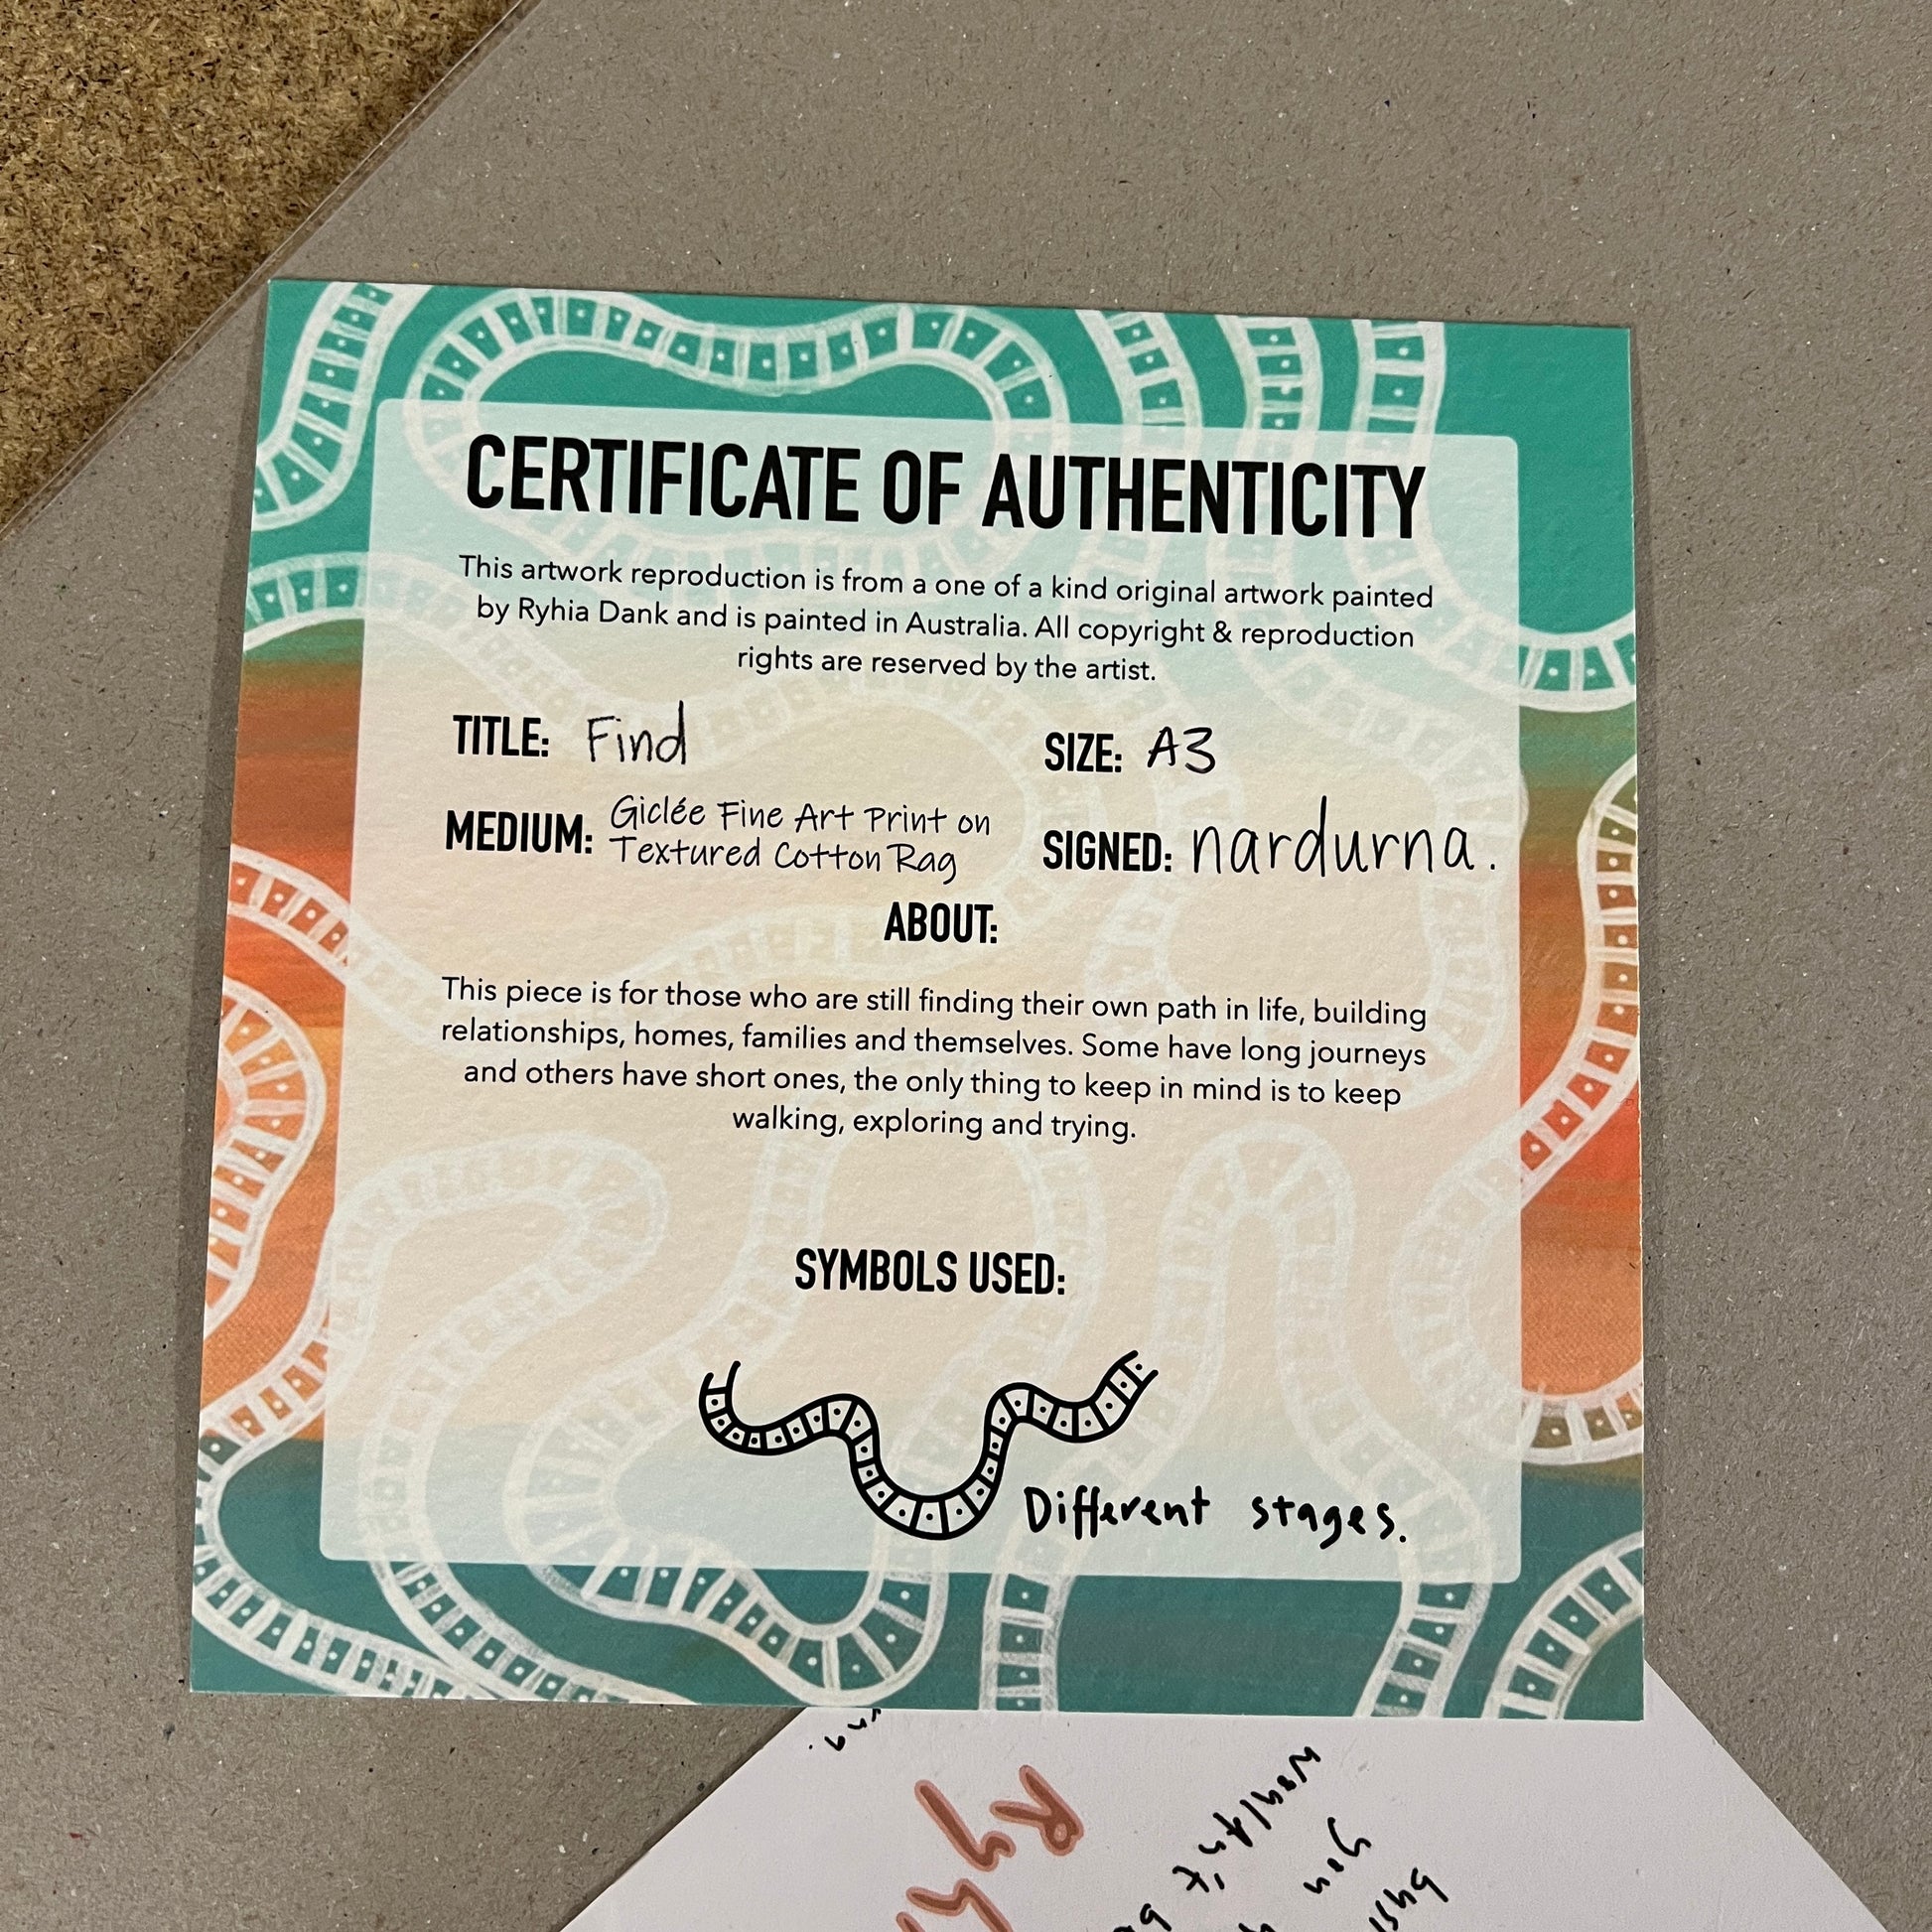 CERTIFICATE OF AUTHENTICITY
This artwork reproduction is from a one of a kind original artwork painted
by Ryhia Dank and is painted in Australia. All copyright & reproduction
rights are reserved by the artist.
TITLE: Find
SIZE: A3
MEDIUM: Giclée Fine Art Print on
Textured Cotton Rag
SIGNED: nardurna.
ABOUT:
This piece is for those who are still finding their own path in life, building
relationships, homes, families and themselves. Some have long journeys
and others have short ones, the only thing to keep in mind is to keep
walking, exploring and trying.
SYMBOLS USED:
Different stages.
you
wouldn't